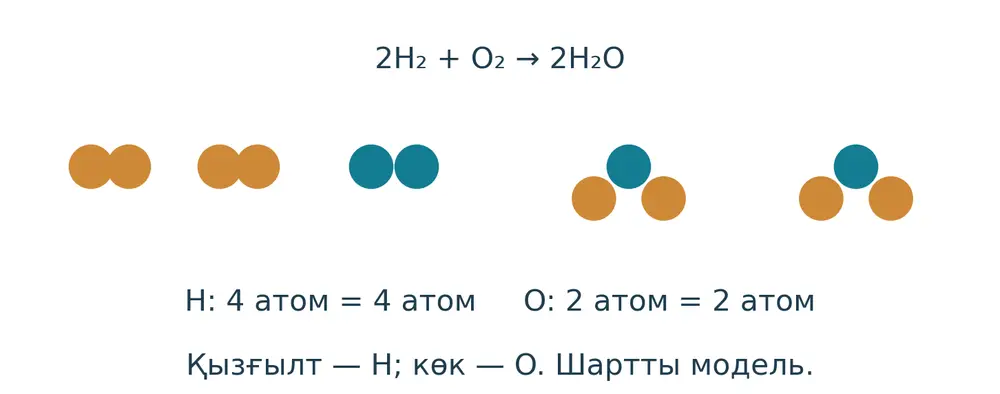 2H₂ + O₂ → 2H₂O
H: 4 атом = 4 атом O: 2 атом = 2 атом
Қызғылт — H; көк — O. Шартты модель.